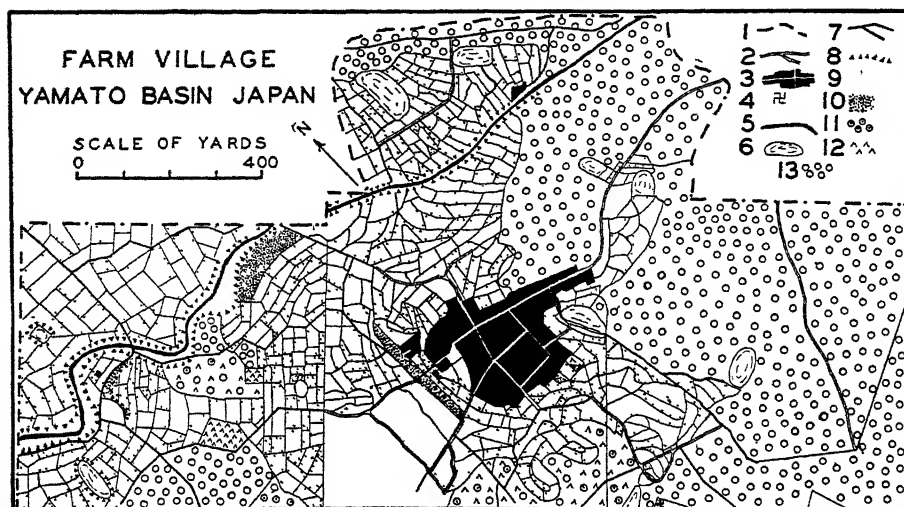 FARM VILLAGE
YAMATO BASIN JAPAN
SCALE OF YARDS
0 400
N
1 7
2 8
3 9
4 卍 10
5 11
6 12
13